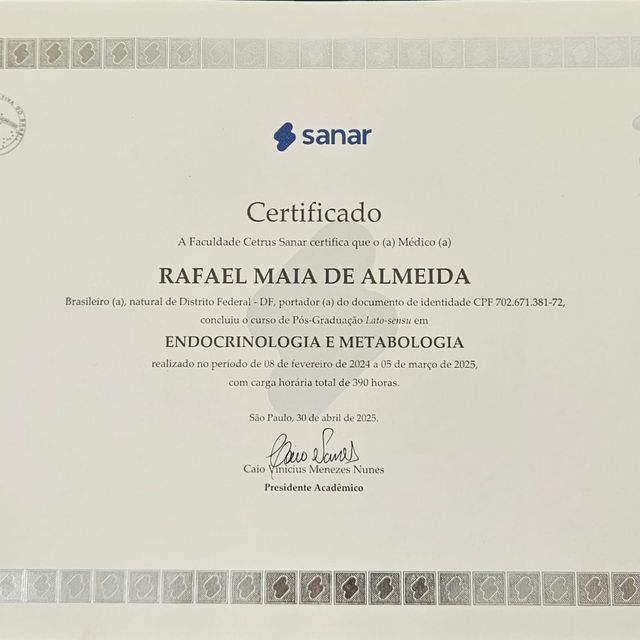 sanar
Certificado
A Faculdade Cetrus Sanar certifica que o (a) Médico (a)
RAFAEL MAIA DE ALMEIDA
Brasileiro (a), natural de Distrito Federal - DF, portador (a) do documento de identidade CPF 702.671.381-72,
concluiu o curso de Pós-Graduação Lato-sensu em
ENDOCRINOLOGIA E METABOLOGIA
realizado no período de 08 de fevereiro de 2024 a 05 de março de 2025,
com carga horária total de 390 horas.
São Paulo, 30 de abril de 2025.
Caio Nunes
Caio Vinicius Menezes Nunes
Presidente Acadêmico